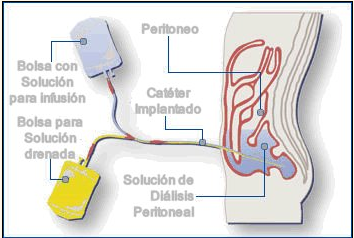 Peritoneo
Bolsa con
Solución
para infusión
Catéter
Implantado
Bolsa para
Solución
drenada
Solución de
Diálisis
Peritoneal